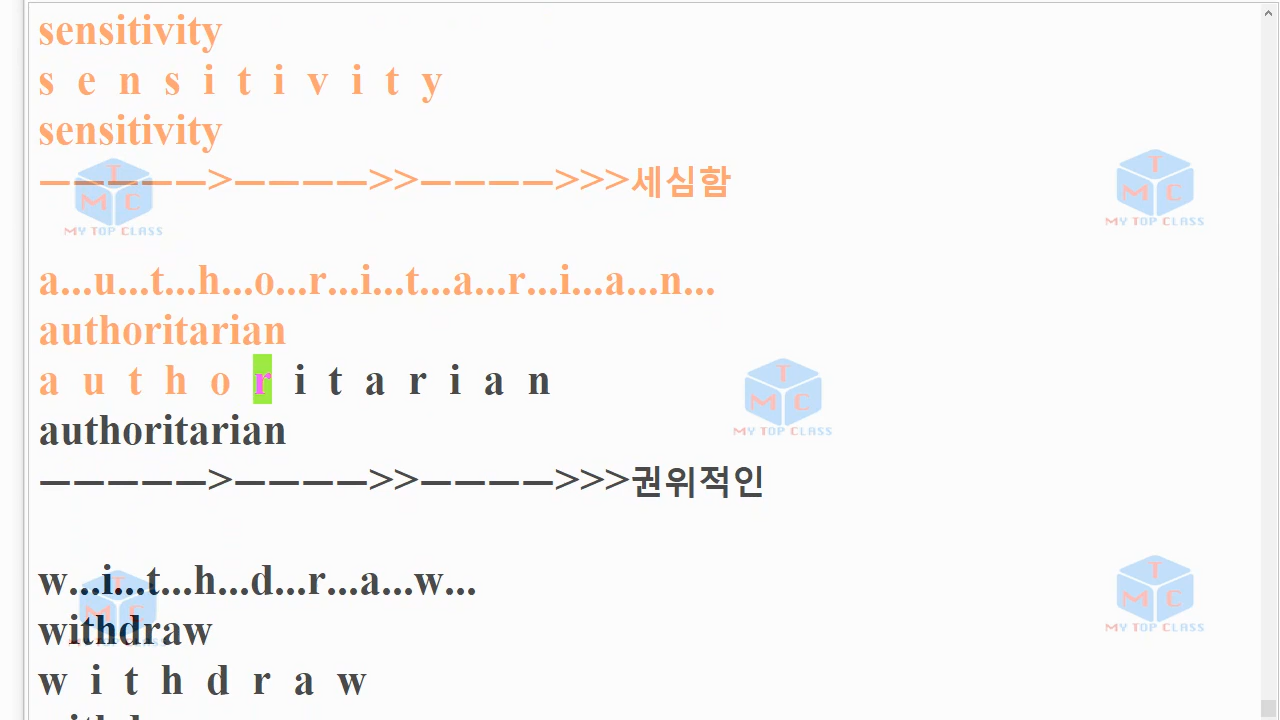 sensitivity
s e n s i t i v i t y
sensitivity
—————>————>>————>>>세심함
a...u...t...h...o...r...i...t...a...r...i...a...n...
authoritarian
a u t h o r i t a r i a n
authoritarian
—————>————>>————>>>권위적인
w...i...t...h...d...r...a...w...
withdraw
w i t h d r a w
T M C
MY TOP CLASS
T M C
MY TOP CLASS
T M C
MY TOP CLASS
T M C
T M C
MY TOP CLASS